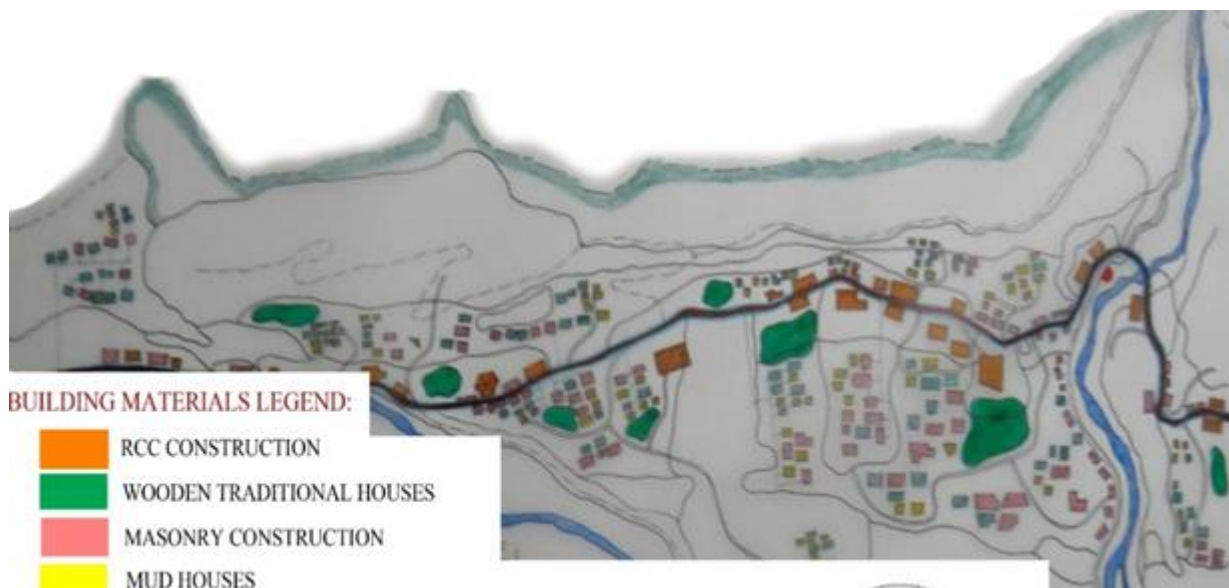 BUILDING MATERIALS LEGEND:
RCC CONSTRUCTION
WOODEN TRADITIONAL HOUSES
MASONRY CONSTRUCTION
MUD HOUSES